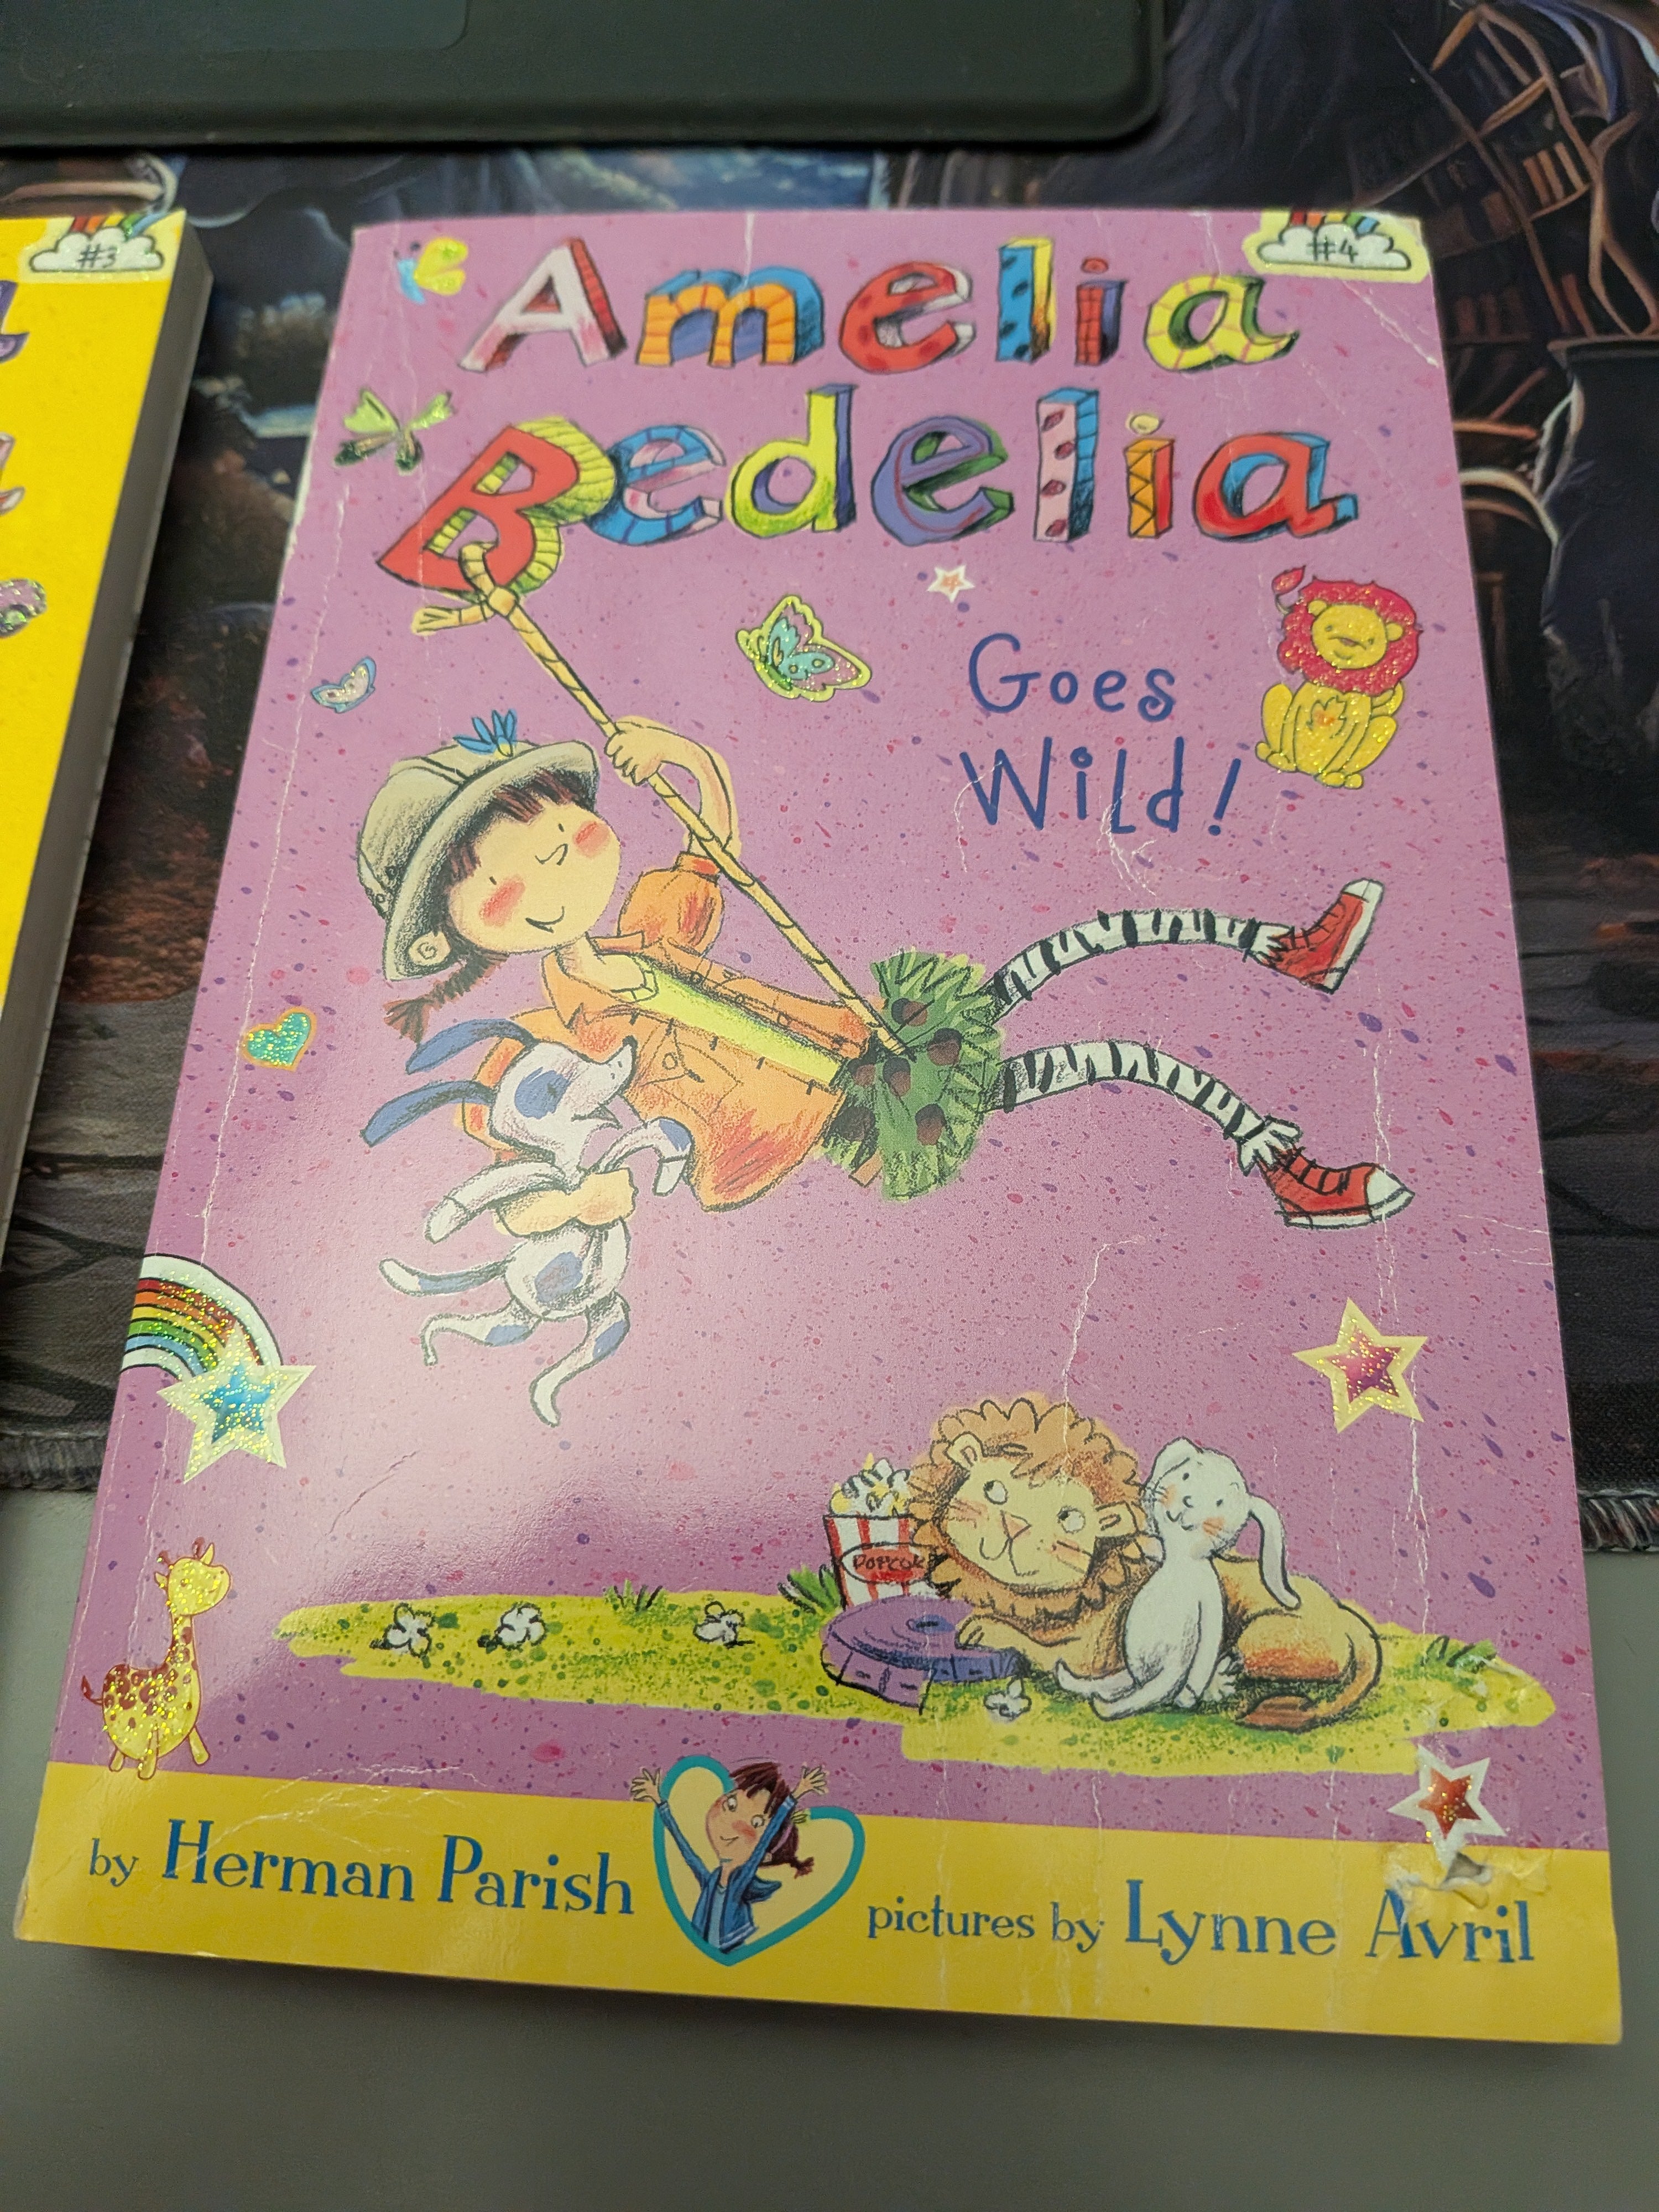 #3
#4
Amelia
Bedelia
Goes
Wild!
POPCORN
by Herman Parish
pictures by Lynne Avril